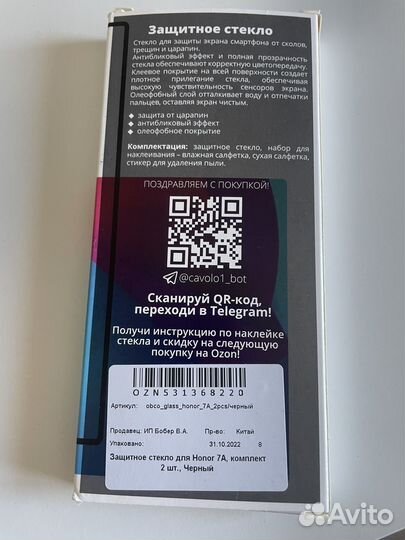 Защитное стекло
Стекло для защиты экрана смартфона от сколов,
трещин и царапин.
Антибликовый эффект и полная прозрачность
стекла обеспечивают корректную цветопередачу.
Клеевое покрытие на всей поверхности создает
плотное прилегание стекла, обеспечивая
высокую чувствительность сенсоров экрана.
Олеофобный слой отталкивает воду и отпечатки
пальцев, оставляя экран чистым.
◆ защита от царапин
◆ антибликовый эффект
◆ олеофобное покрытие
Комплектация: защитное стекло, набор для
наклеивания – влажная салфетка, сухая салфетка,
стикер для удаления пыли.
ПОЗДРАВЛЯЕМ С ПОКУПКОЙ!
@cavolo1_bot
Сканируй QR-код,
переходи в Telegram!
Получи инструкцию по наклейке
стекла и скидку на следующую
покупку на Ozon!
OZN531368220
Артикул: obco_glass_honor_7A_2pcs/черный
Продавец: ИП Бобер В.А. Пр-во: Китай
Упаковано: 31.10.2022 8
Защитное стекло для Honor 7A, комплект
2 шт., Черный
Avito